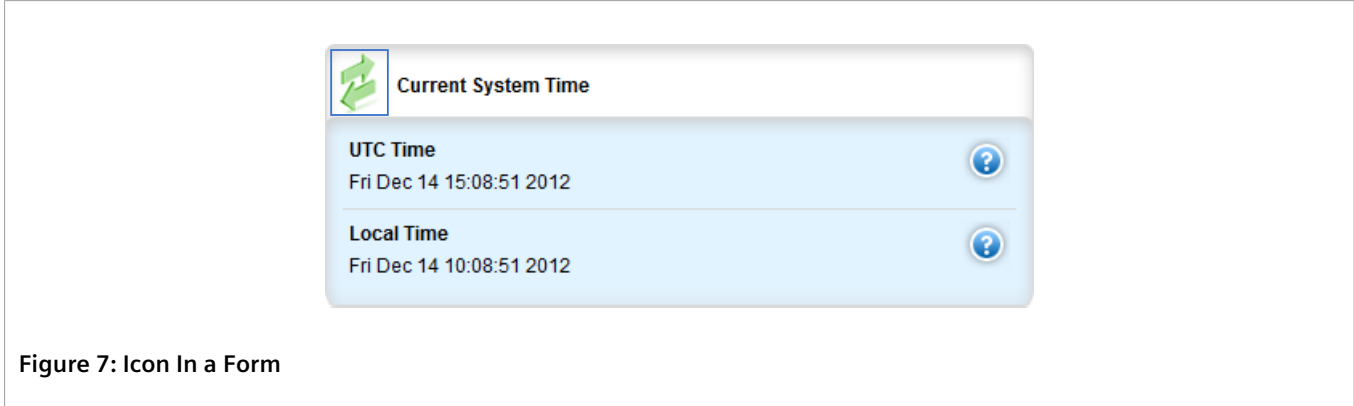 Current System Time
UTC Time
Fri Dec 14 15:08:51 2012
Local Time
Fri Dec 14 10:08:51 2012
Figure 7: Icon In a Form